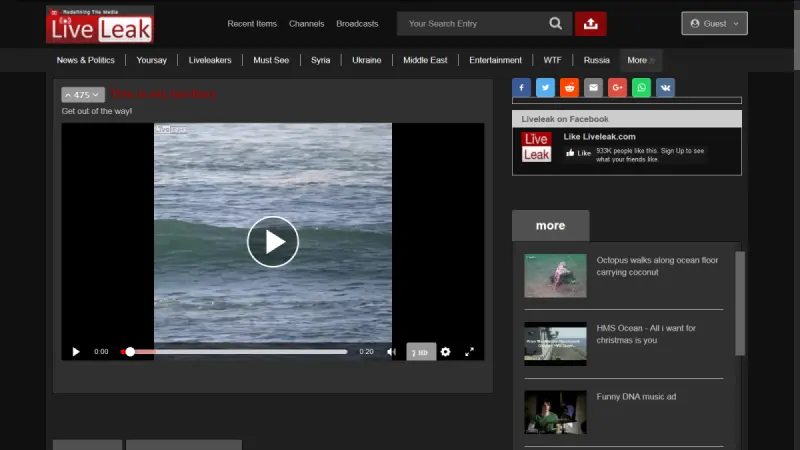 Redefining The Media
Live Leak
Recent Items
Channels
Broadcasts
Your Search Entry
Guest
News & Politics
Yoursay
Liveleakers
Must See
Syria
Ukraine
Middle East
Entertainment
WTF
Russia
More
475
This is my territory
Get out of the way!
LiveLeak
0:00
0:20
HD
G+
Liveleak on Facebook
Live
Leak
Like Liveleak.com
Like
933K people like this. Sign Up to see
what your friends like.
more
Octopus walks along ocean floor
carrying coconut
HMS Ocean - All i want for
christmas is you
Funny DNA music ad